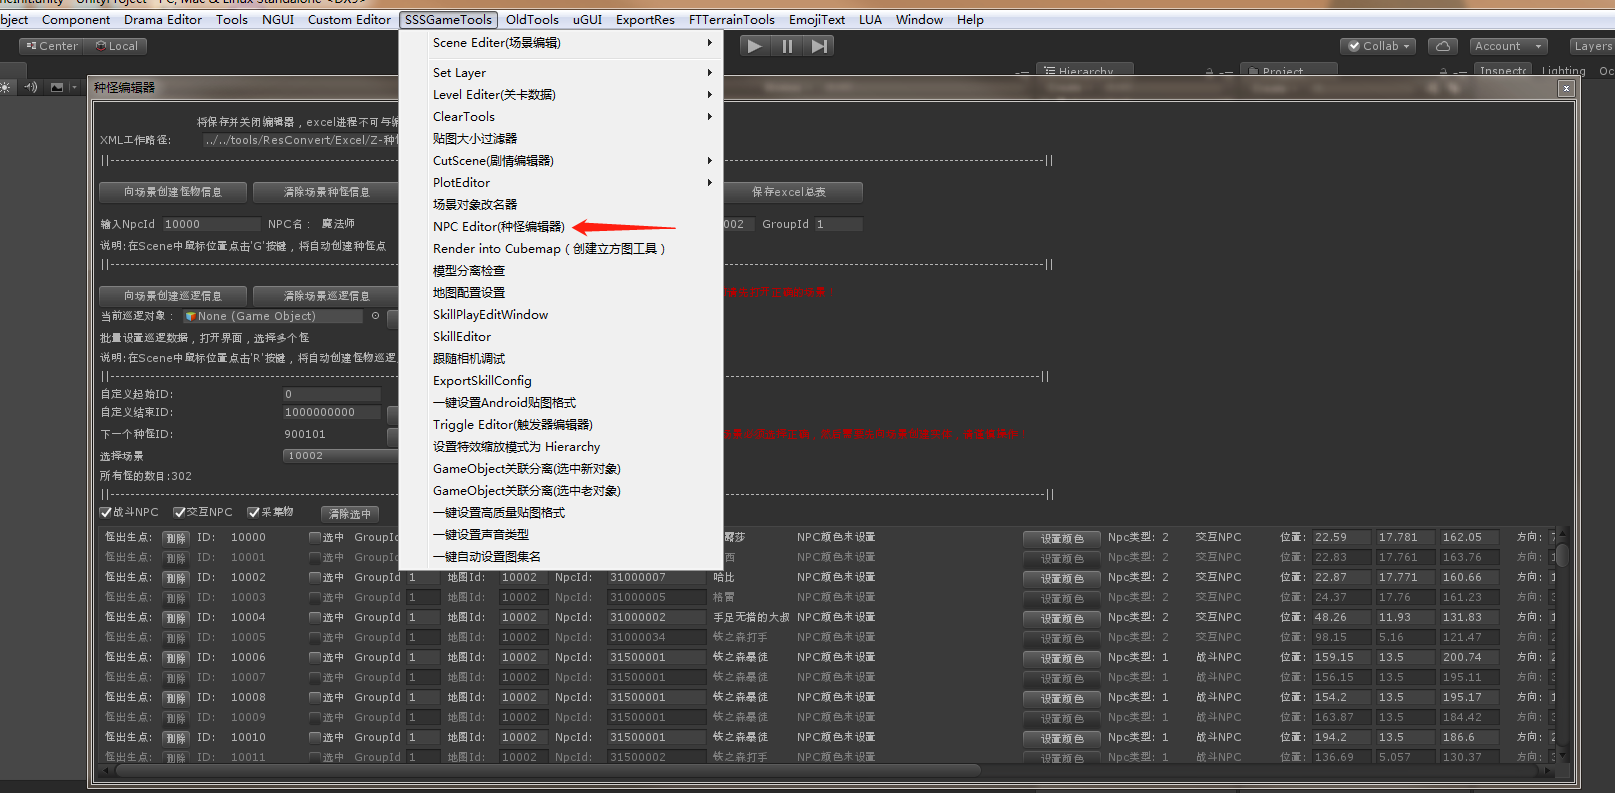 bject Component Drama Editor Tools NGUI Custom Editor SSSGameTools OldTools uGUI ExportRes FTTerrainTools EmojiText LUA Window Help
Center Local Collab Account Layers
Hierarchy Project Inspector Lighting Oc
种怪编辑器
Scene Editer(场景编辑)
Set Layer
Level Editer(关卡数据)
ClearTools
贴图大小过滤器
CutScene(剧情编辑器)
PlotEditor
场景对象改名器
NPC Editor(种怪编辑器)
Render into Cubemap ( 创建立方图工具 )
模型分离检查
地图配置设置
SkillPlayEditWindow
SkillEditor
跟随相机调试
ExportSkillConfig
一键设置Android贴图格式
Triggle Editor(触发器编辑器)
设置特效缩放模式为 Hierarchy
GameObject关联分离(选中新对象)
GameObject关联分离(选中老对象)
一键设置高质量贴图格式
一键设置声音类型
一键自动设置图集名
将保存并关闭编辑器，excel进程不可与编
XML工作路径: ../../tools/ResConvert/Excel/Z-种怪
||------------------------------------------------||
向场景创建怪物信息 清除场景种怪信息 保存excel总表
输入NpcId 10000 NPC名： 魔法师 002 GroupId 1
说明:在Scene中鼠标位置点击'G'按键，将自动创建种怪点
||------------------------------------------------||
向场景创建巡逻信息 清除场景巡逻信息
当前巡逻对象： None (Game Object)
批量设置巡逻数据，打开界面，选择多个怪
说明:在Scene中鼠标位置点击'R'按键，将自动创建怪物巡逻
||------------------------------------------------||
自定义起始ID: 0
自定义结束ID: 1000000000
下一个种怪ID: 900101
选择场景 10002
所有怪的数目:302
||------------------------------------------------||
战斗NPC 交互NPC 采集物 清除选中
怪出生点: 删除 ID: 10000 选中 GroupId 露莎 NPC颜色未设置 设置颜色 Npc类型: 2 交互NPC 位置: 22.59 17.781 162.05 方向: 7
怪出生点: 删除 ID: 10001 选中 GroupId 西 NPC颜色未设置 设置颜色 Npc类型: 2 交互NPC 位置: 22.83 17.761 163.76 方向: 1
怪出生点: 删除 ID: 10002 选中 GroupId 1 地图Id: 10002 NpcId: 31000007 哈比 NPC颜色未设置 设置颜色 Npc类型: 2 交互NPC 位置: 22.87 17.771 160.66 方向: 1
怪出生点: 删除 ID: 10003 选中 GroupId 1 地图Id: 10002 NpcId: 31000005 格雷 NPC颜色未设置 设置颜色 Npc类型: 2 交互NPC 位置: 24.37 17.76 161.23 方向: 3
怪出生点: 删除 ID: 10004 选中 GroupId 1 地图Id: 10002 NpcId: 31000002 手足无措的大叔 NPC颜色未设置 设置颜色 Npc类型: 2 交互NPC 位置: 48.26 11.93 131.83 方向: 1
怪出生点: 删除 ID: 10005 选中 GroupId 1 地图Id: 10002 NpcId: 31000034 铁之森打手 NPC颜色未设置 设置颜色 Npc类型: 2 交互NPC 位置: 98.15 5.16 121.47 方向: 2
怪出生点: 删除 ID: 10006 选中 GroupId 1 地图Id: 10002 NpcId: 31500001 铁之森暴徒 NPC颜色未设置 设置颜色 Npc类型: 1 战斗NPC 位置: 159.15 13.5 200.74 方向: 2
怪出生点: 删除 ID: 10007 选中 GroupId 1 地图Id: 10002 NpcId: 31500001 铁之森暴徒 NPC颜色未设置 设置颜色 Npc类型: 1 战斗NPC 位置: 156.15 13.5 195.11 方向: 2
怪出生点: 删除 ID: 10008 选中 GroupId 1 地图Id: 10002 NpcId: 31500001 铁之森暴徒 NPC颜色未设置 设置颜色 Npc类型: 1 战斗NPC 位置: 154.2 13.5 195.17 方向: 1
怪出生点: 删除 ID: 10009 选中 GroupId 1 地图Id: 10002 NpcId: 31500001 铁之森暴徒 NPC颜色未设置 设置颜色 Npc类型: 1 战斗NPC 位置: 163.87 13.5 184.42 方向: 3
怪出生点: 删除 ID: 10010 选中 GroupId 1 地图Id: 10002 NpcId: 31500001 铁之森暴徒 NPC颜色未设置 设置颜色 Npc类型: 1 战斗NPC 位置: 194.2 13.5 186.6 方向: 2
怪出生点: 删除 ID: 10011 选中 GroupId 1 地图Id: 10002 NpcId: 31500002 铁之森打手 NPC颜色未设置 设置颜色 Npc类型: 1 战斗NPC 位置: 136.69 5.057 130.37 方向: 3